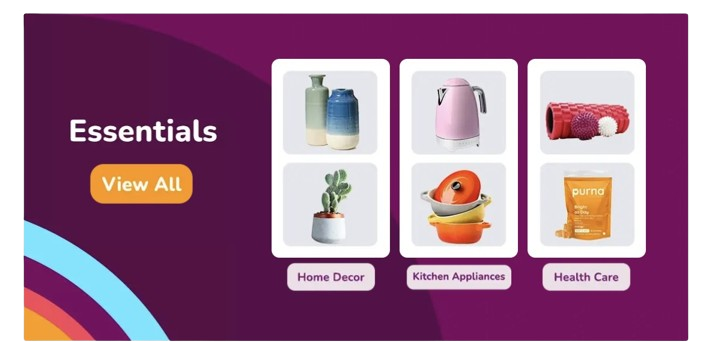 Essentials
View All
purna
Home Decor
Kitchen Appliances
Health Care